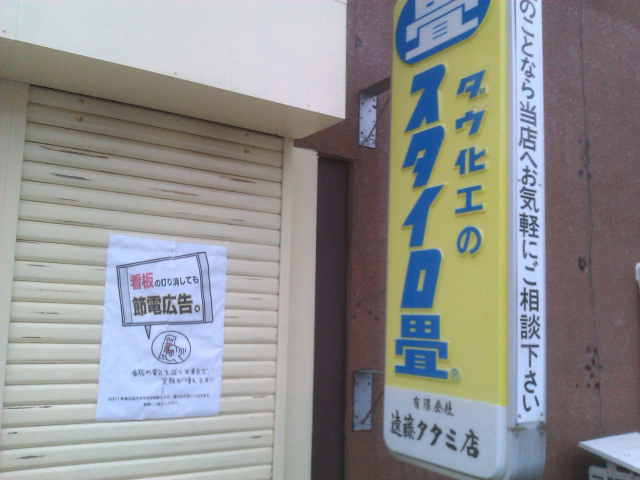 看板の灯り消しても
節電広告。
畳
ダウ化工の
スタイロ畳®
有限会社
遠藤タタミ店
のことなら当店へお気軽にご相談下さい